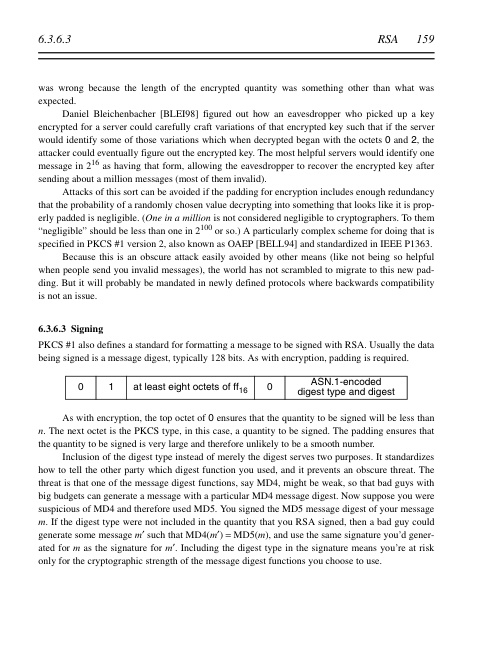 6.3.6.3 RSA 159
was wrong because the length of the encrypted quantity was something other than what was
expected.
Daniel Bleichenbacher [BLEI98] figured out how an eavesdropper who picked up a key
encrypted for a server could carefully craft variations of that encrypted key such that if the server
would identify some of those variations which when decrypted began with the octets 0 and 2, the
attacker could eventually figure out the encrypted key. The most helpful servers would identify one
message in 2^16 as having that form, allowing the eavesdropper to recover the encrypted key after
sending about a million messages (most of them invalid).
Attacks of this sort can be avoided if the padding for encryption includes enough redundancy
that the probability of a randomly chosen value decrypting into something that looks like it is prop-
erly padded is negligible. (One in a million is not considered negligible to cryptographers. To them
“negligible” should be less than one in 2^100 or so.) A particularly complex scheme for doing that is
specified in PKCS #1 version 2, also known as OAEP [BELL94] and standardized in IEEE P1363.
Because this is an obscure attack easily avoided by other means (like not being so helpful
when people send you invalid messages), the world has not scrambled to migrate to this new pad-
ding. But it will probably be mandated in newly defined protocols where backwards compatibility
is not an issue.
6.3.6.3 Signing
PKCS #1 also defines a standard for formatting a message to be signed with RSA. Usually the data
being signed is a message digest, typically 128 bits. As with encryption, padding is required.
0 1 at least eight octets of ff16 0 ASN.1-encoded
digest type and digest
As with encryption, the top octet of 0 ensures that the quantity to be signed will be less than
n. The next octet is the PKCS type, in this case, a quantity to be signed. The padding ensures that
the quantity to be signed is very large and therefore unlikely to be a smooth number.
Inclusion of the digest type instead of merely the digest serves two purposes. It standardizes
how to tell the other party which digest function you used, and it prevents an obscure threat. The
threat is that one of the message digest functions, say MD4, might be weak, so that bad guys with
big budgets can generate a message with a particular MD4 message digest. Now suppose you were
suspicious of MD4 and therefore used MD5. You signed the MD5 message digest of your message
m. If the digest type were not included in the quantity that you RSA signed, then a bad guy could
generate some message m′ such that MD4(m′) = MD5(m), and use the same signature you’d gener-
ated for m as the signature for m′. Including the digest type in the signature means you’re at risk
only for the cryptographic strength of the message digest functions you choose to use.